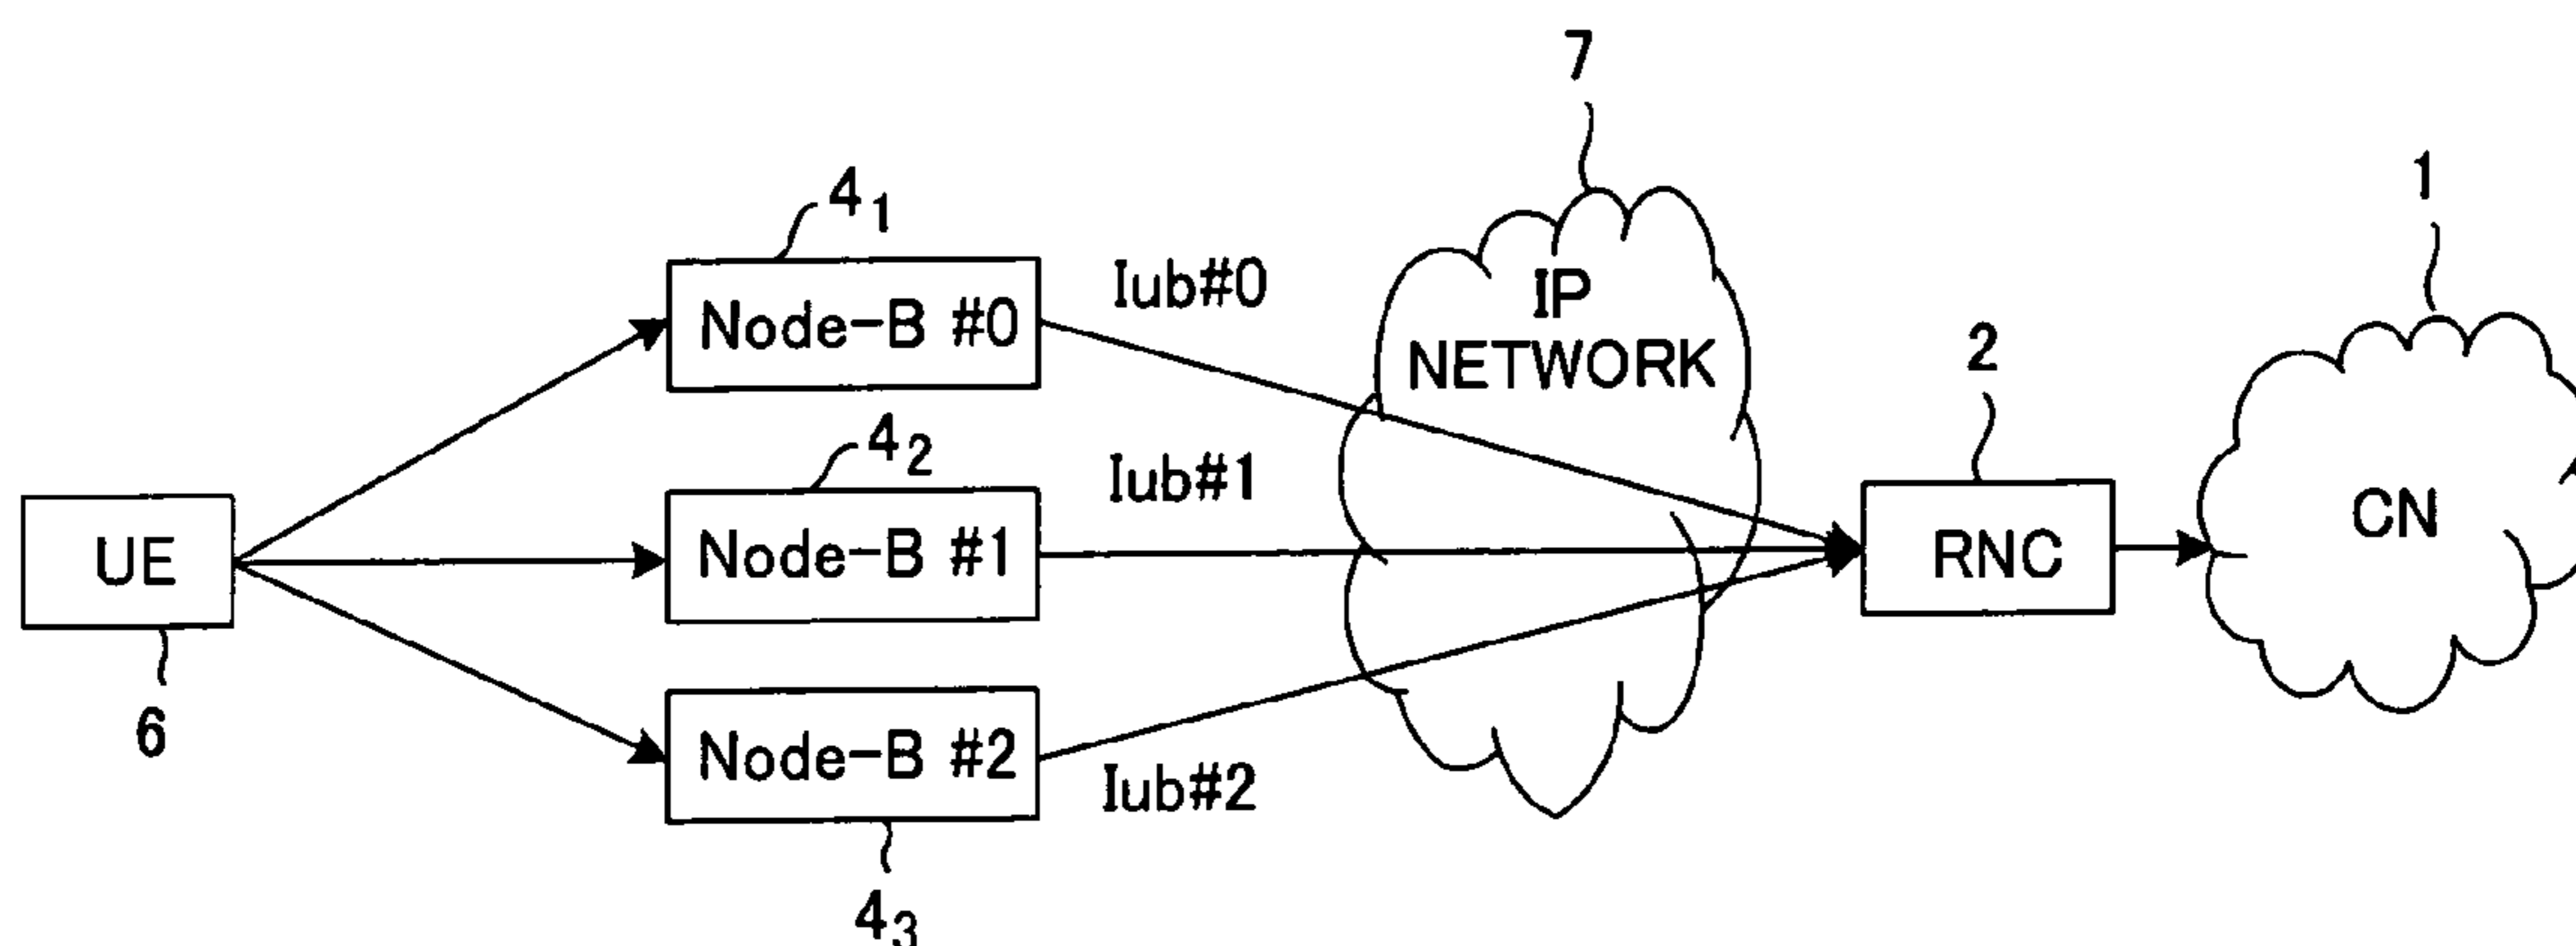 7
4₁
1
Iub#0
IP
Node-B #0
NETWORK
2
4₂
Iub#1
CN
UE
Node-B #1
RNC
6
Node-B #2
Iub#2
4₃